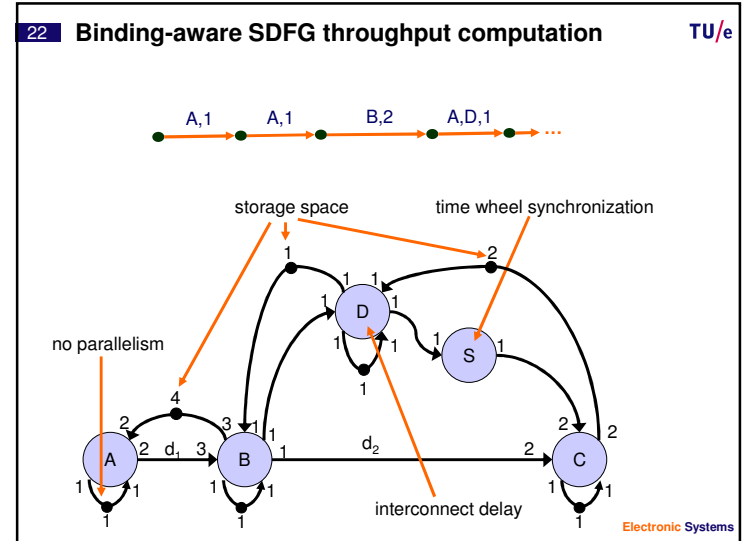 22 Binding-aware SDFG throughput computation TU/e
A,1 A,1 B,2 A,D,1 ...
storage space time wheel synchronization
1 2
1 1
1 D 1
1 1 1 S 1
no parallelism
1
4
2 3 1 1 2 2
A 2 d₁ 3 B 1 d₂ 2 C
1 1 1 1 1 1
interconnect delay
1 1 1
Electronic Systems